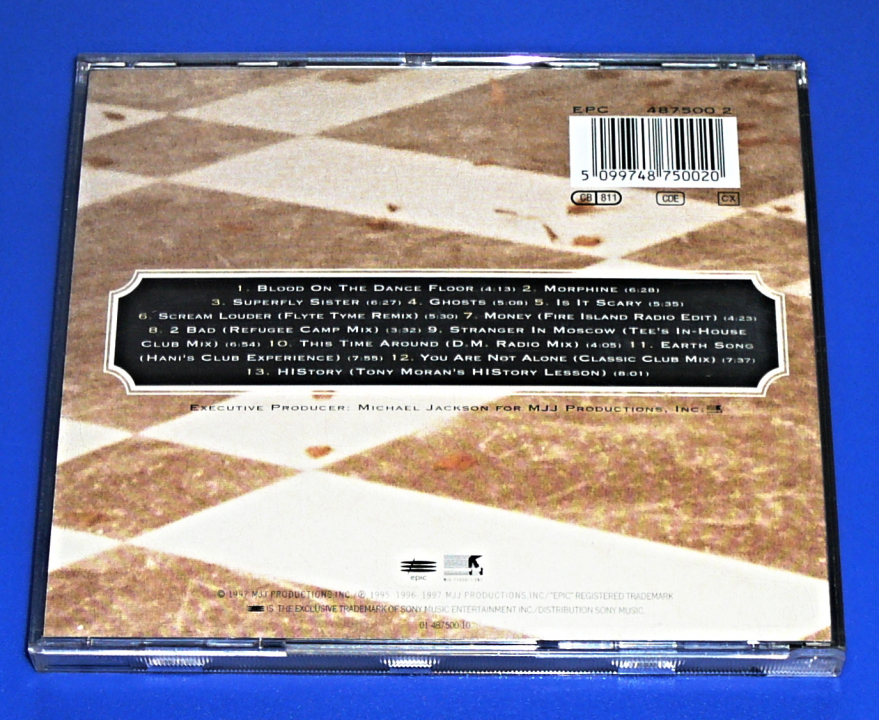 EPC 487500 2
5 099748 750020
GB 811 CDE CX
1. Blood On The Dance Floor (4:13) 2. Morphine (6:28)
3. Superfly Sister (6:27) 4. Ghosts (5:08) 5. Is It Scary (5:35)
6. Scream Louder (Flyte Tyme Remix) (5:30) 7. Money (Fire Island Radio Edit) (4:23)
8. 2 Bad (Refugee Camp Mix) (3:32) 9. Stranger In Moscow (Tee's In-House
Club Mix) (6:54) 10. This Time Around (D.M. Radio Mix) (4:05) 11. Earth Song
(Hani's Club Experience) (7:55) 12. You Are Not Alone (Classic Club Mix) (7:37)
13. HIStory (Tony Moran's HIStory Lesson) (8:01)
Executive Producer: Michael Jackson for MJJ Productions, Inc.
epic
© 1997 MJJ PRODUCTIONS INC./℗ 1995, 1996, 1997 MJJ PRODUCTIONS INC./"EPIC" REGISTERED TRADEMARK
IS THE EXCLUSIVE TRADEMARK OF SONY MUSIC ENTERTAINMENT INC./DISTRIBUTION SONY MUSIC.
01-487500-10